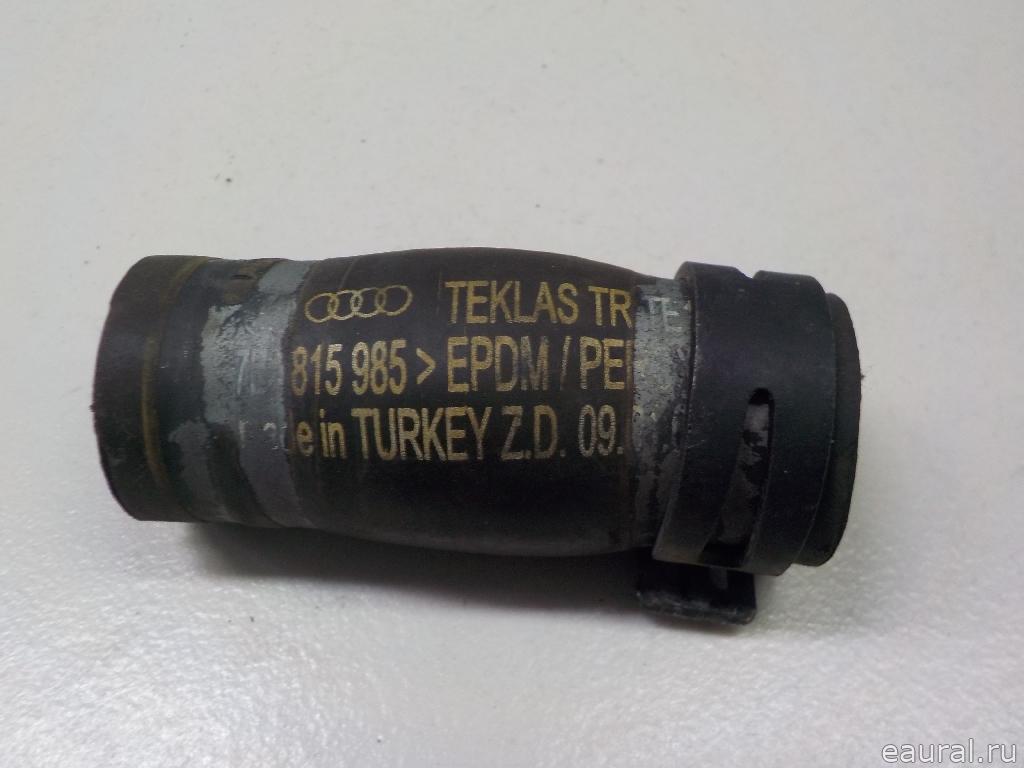 TEKLAS TR
815 985 > EPDM / PE
in TURKEY Z.D. 09.
eaural.ru